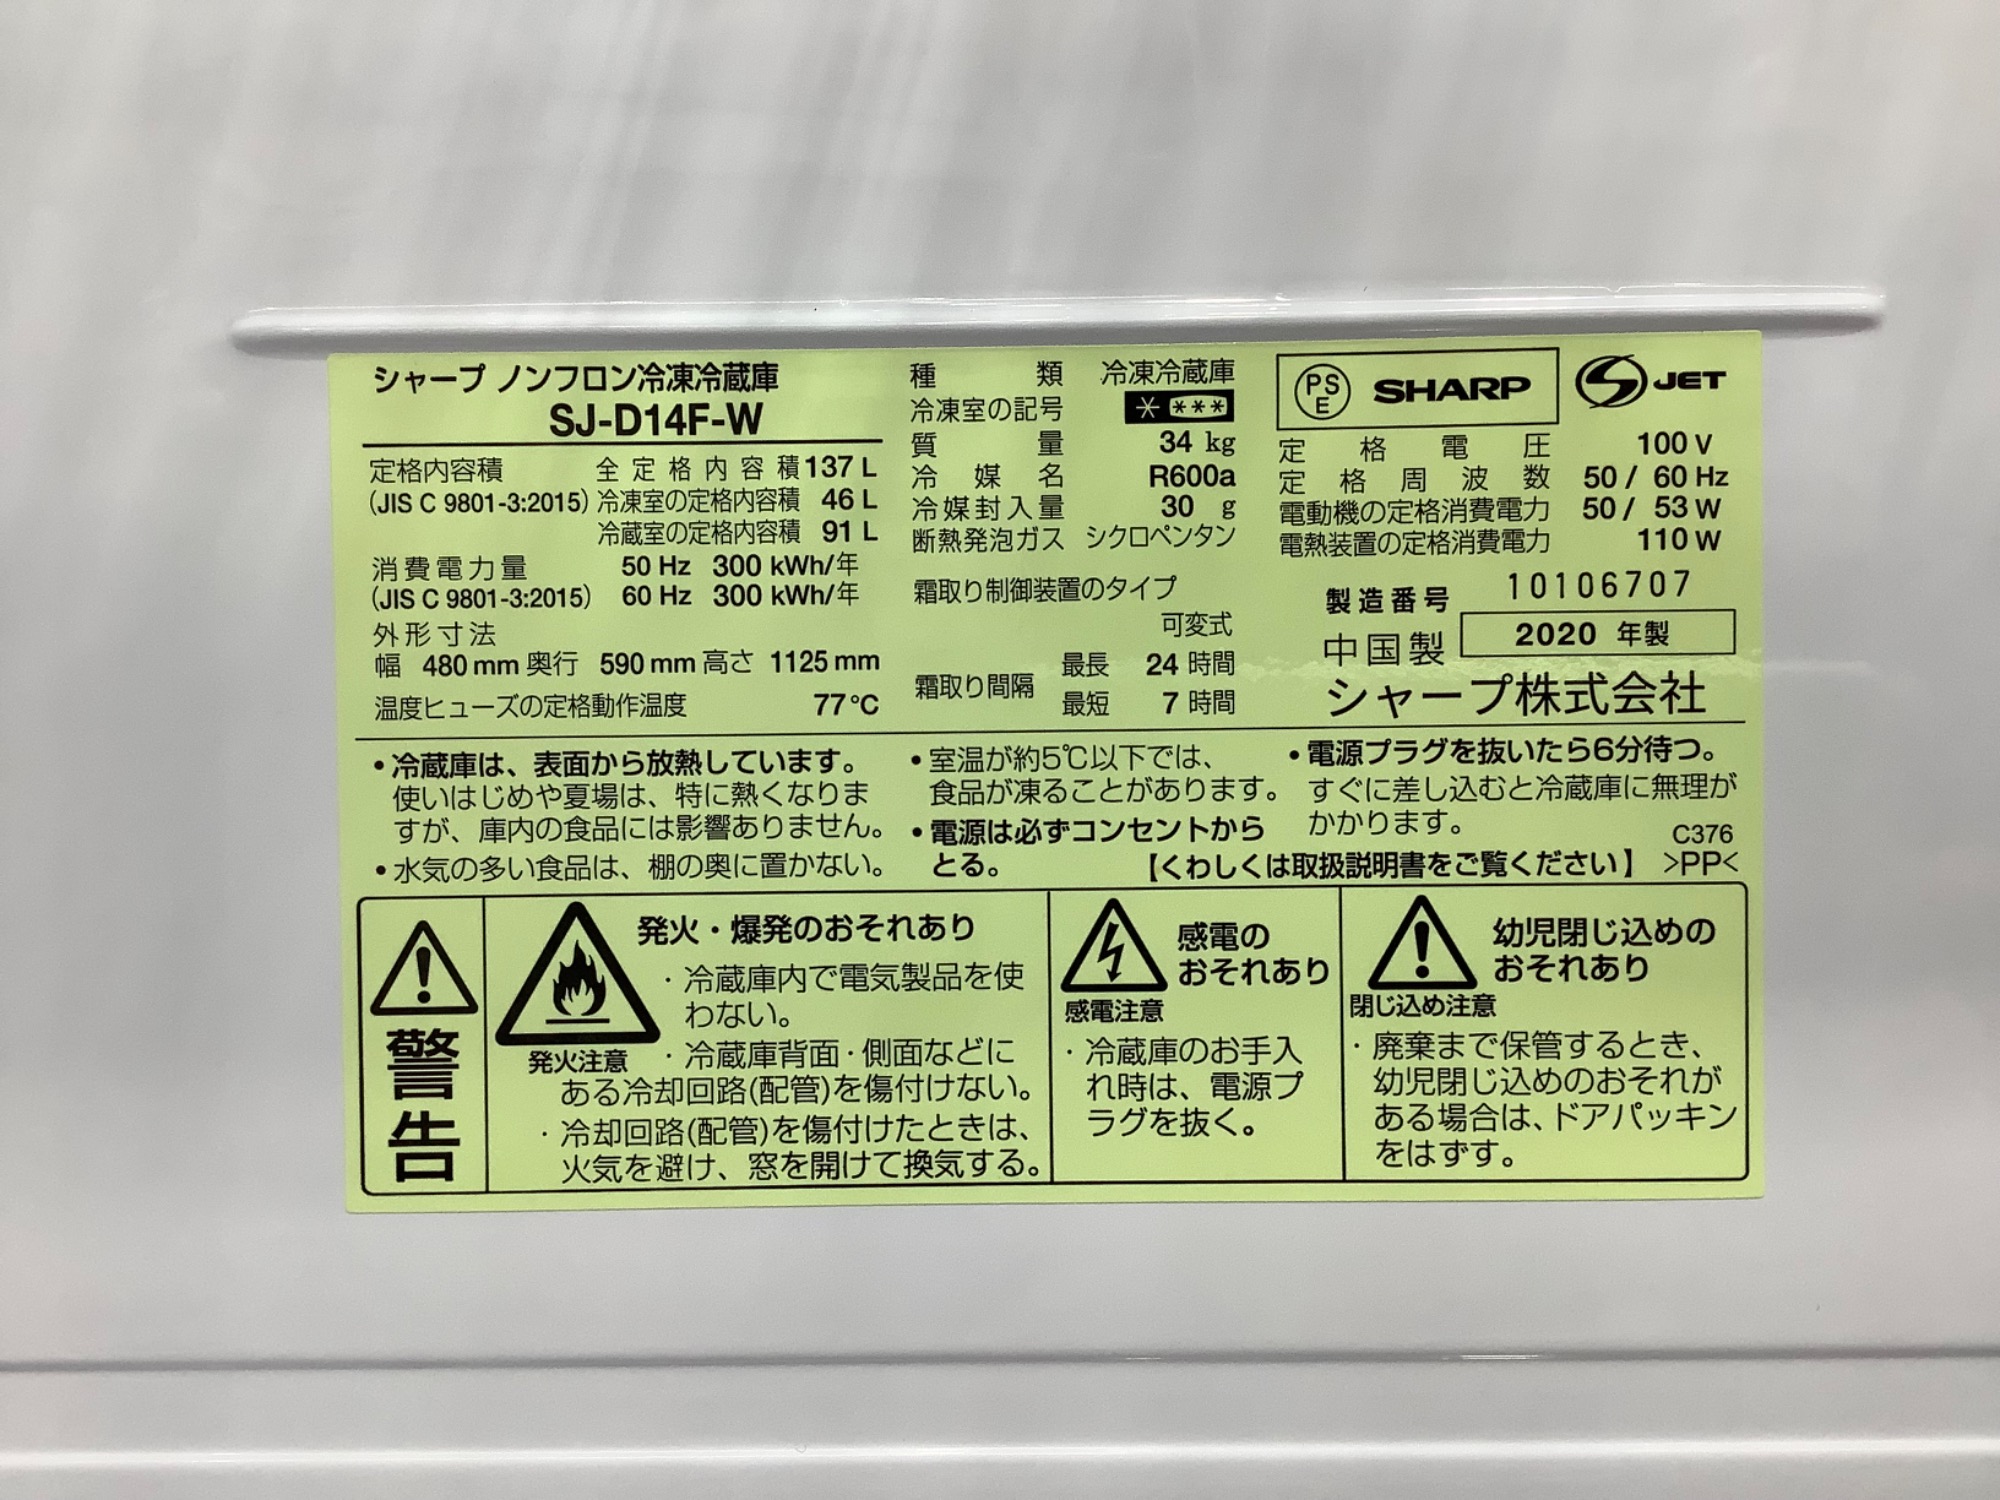 シャープ ノンフロン冷凍冷蔵庫
SJ-D14F-W
定格内容積 全定格内容積 137 L
(JIS C 9801-3:2015) 冷凍室の定格内容積 46 L
冷蔵室の定格内容積 91 L
消費電力量 50 Hz 300 kWh/年
(JIS C 9801-3:2015) 60 Hz 300 kWh/年
外形寸法
幅 480 mm 奥行 590 mm 高さ 1125 mm
温度ヒューズの定格動作温度 77℃
種類 冷凍冷蔵庫
冷凍室の記号 * ***
質量 34 kg
冷媒名 R600a
冷媒封入量 30 g
断熱発泡ガス シクロペンタン
霜取り制御装置のタイプ
可変式
霜取り間隔 最長 24 時間
最短 7 時間
PS E SHARP JET
定格電圧 100 V
定格周波数 50 / 60 Hz
電動機の定格消費電力 50 / 53 W
電熱装置の定格消費電力 110 W
製造番号 10106707
中国製 2020 年製
シャープ株式会社
・冷蔵庫は、表面から放熱しています。
使いはじめや夏場は、特に熱くなりま
すが、庫内の食品には影響ありません。
・水気の多い食品は、棚の奥に置かない。
・室温が約5℃以下では、
食品が凍ることがあります。
・電源は必ずコンセントから
とる。
・電源プラグを抜いたら6分待つ。
すぐに差し込むと冷蔵庫に無理が
かかります。
C376
【くわしくは取扱説明書をご覧ください】 >PP<
警告
発火注意
発火・爆発のおそれあり
・冷蔵庫内で電気製品を使
わない。
・冷蔵庫背面・側面などに
ある冷却回路(配管)を傷付けない。
・冷却回路(配管)を傷付けたときは、
火気を避け、窓を開けて換気する。
感電の
おそれあり
感電注意
・冷蔵庫のお手入
れ時は、電源プ
ラグを抜く。
幼児閉じ込めの
おそれあり
閉じ込め注意
・廃棄まで保管するとき、
幼児閉じ込めのおそれが
ある場合は、ドアパッキン
をはずす。